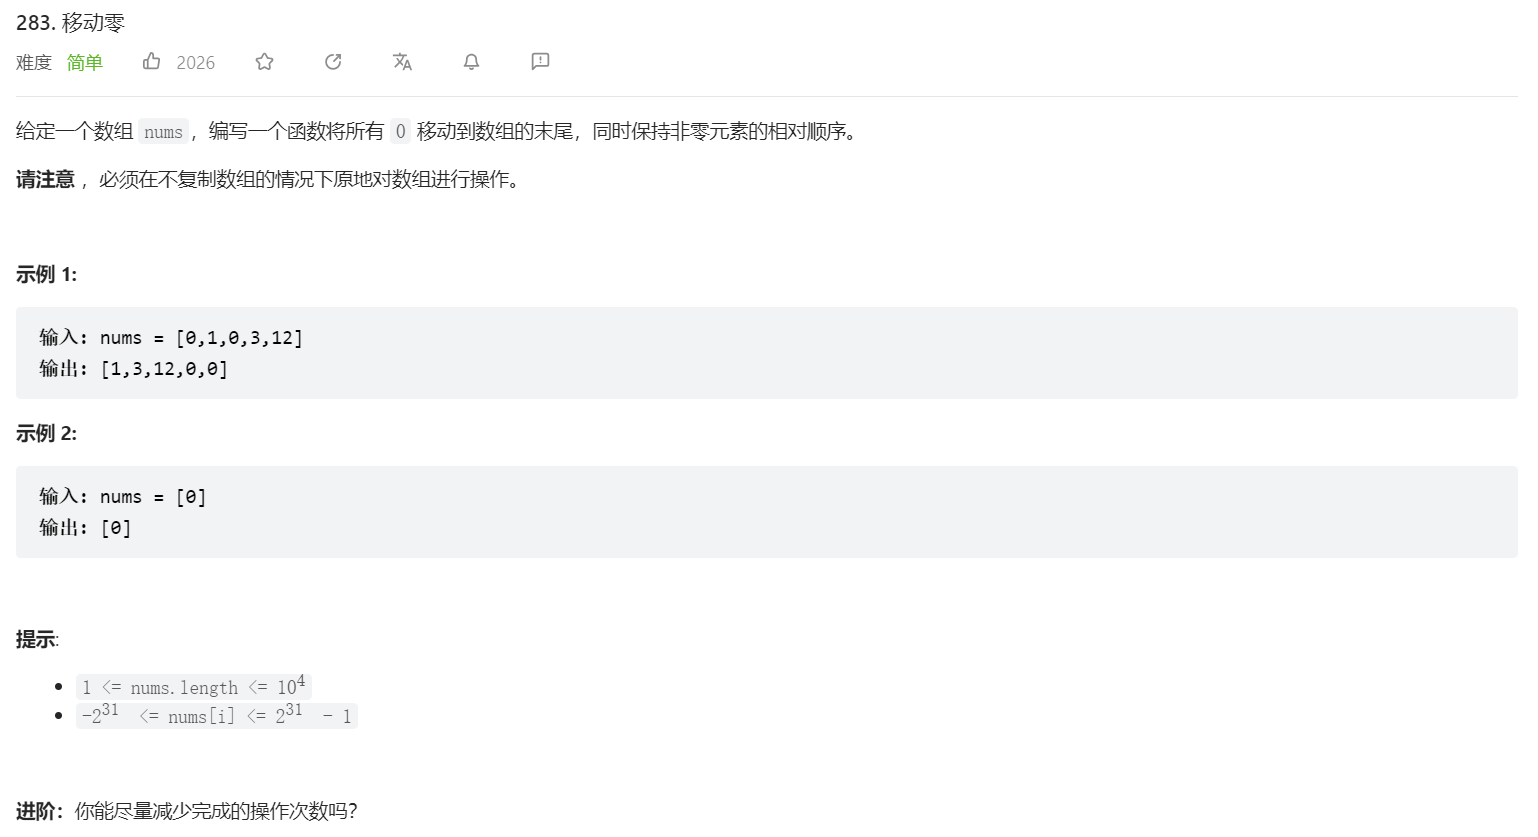 283. 移动零
难度 简单 2026
给定一个数组 nums，编写一个函数将所有 0 移动到数组的末尾，同时保持非零元素的相对顺序。
请注意 ，必须在不复制数组的情况下原地对数组进行操作。
示例 1:
输入: nums = [0,1,0,3,12]
输出: [1,3,12,0,0]
示例 2:
输入: nums = [0]
输出: [0]
提示:
1 <= nums.length <= 10⁴
-2³¹ <= nums[i] <= 2³¹ - 1
进阶：你能尽量减少完成的操作次数吗？